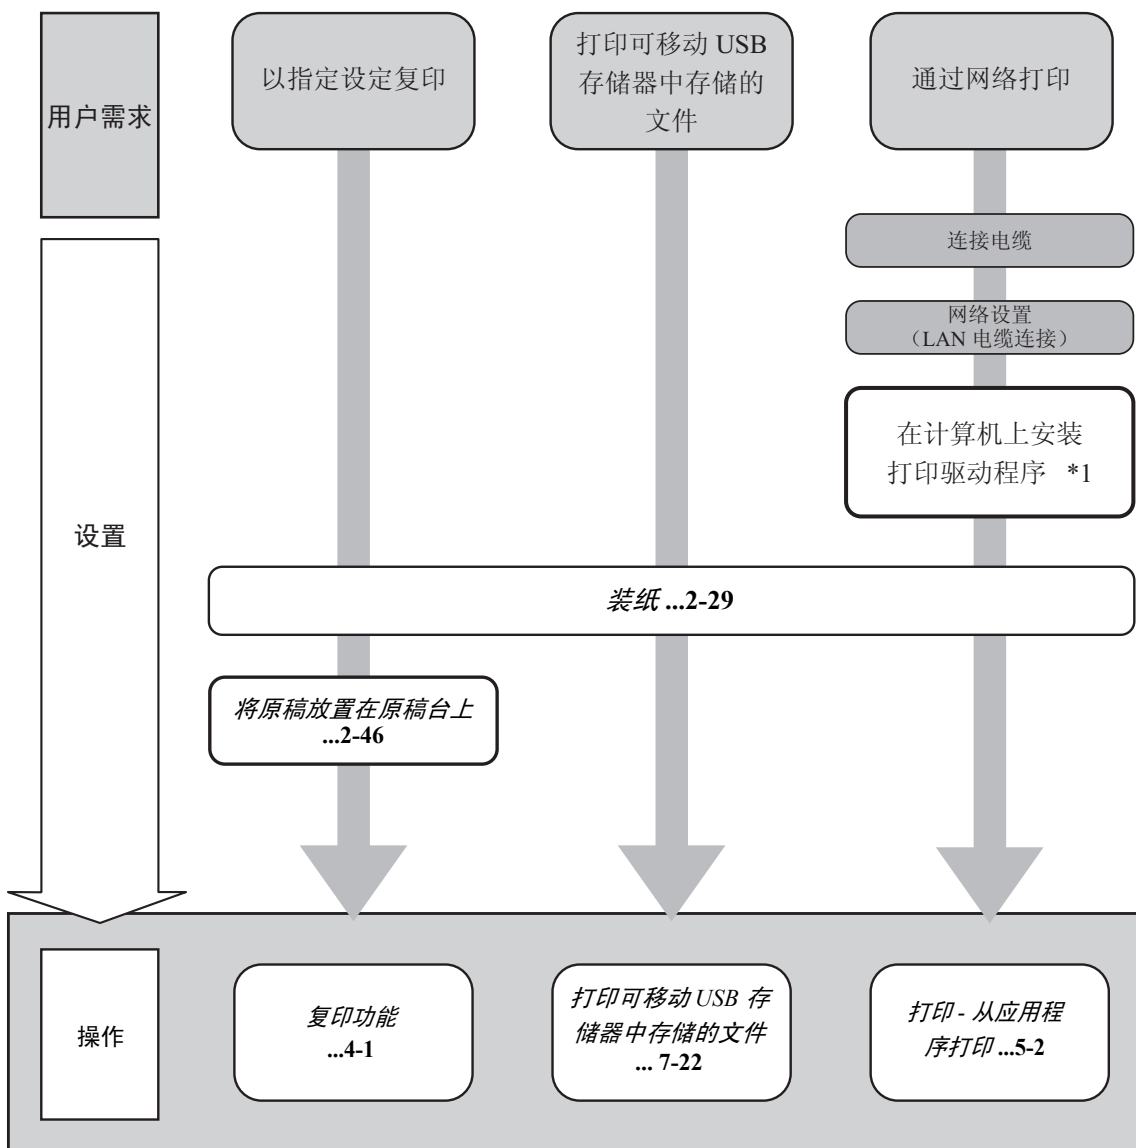 用户需求
以指定设定复印
打印可移动 USB
存储器中存储的
文件
通过网络打印
连接电缆
网络设置
（LAN 电缆连接）
在计算机上安装
打印驱动程序 *1
设置
装纸 ...2-29
将原稿放置在原稿台上
...2-46
操作
复印功能
...4-1
打印可移动 USB 存
储器中存储的文件
... 7-22
打印 - 从应用程
序打印 ...5-2